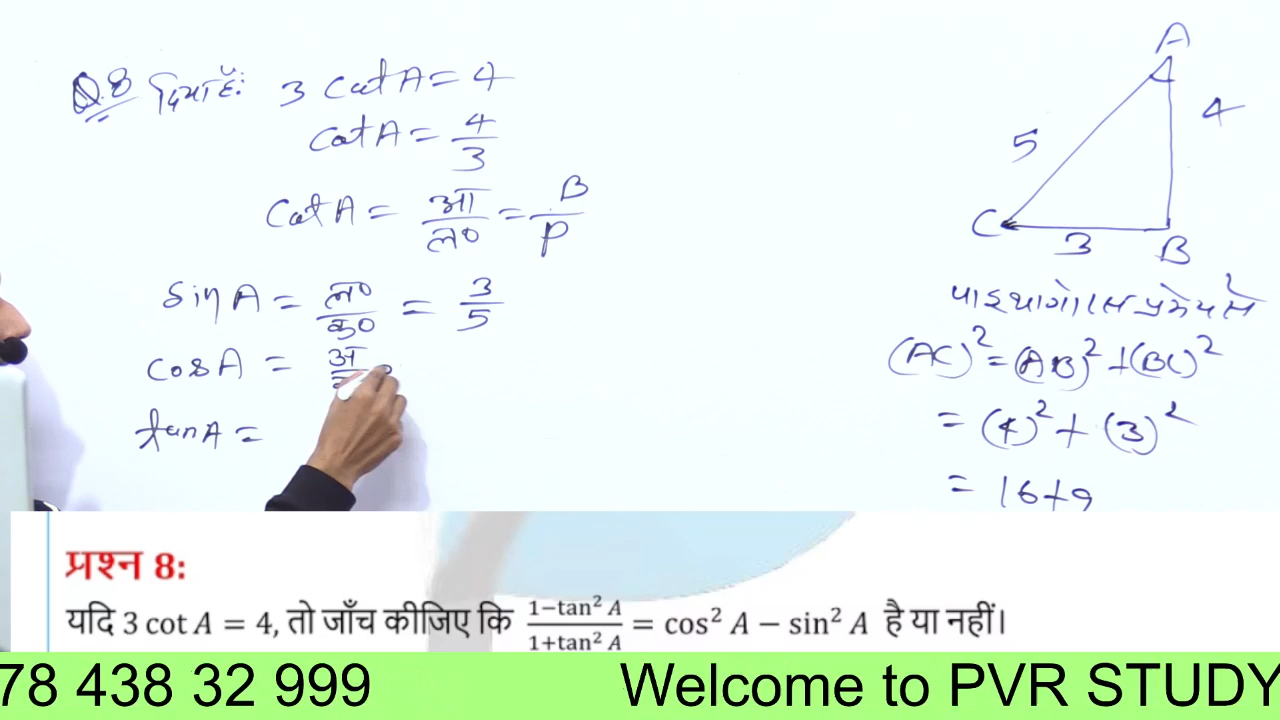 Q.8 दिया है: 3 cot A = 4
cot A = 4/3
cot A = आ/ल० = B/P
sin A = ल०/क० = 3/5
cos A = आ
tan A =
A
5
4
C
3
B
पाइथागोरस प्रमेय से
(AC)² = (AB)² + (BC)²
= (4)² + (3)²
= 16+9
प्रश्न 8:
यदि 3 cot A = 4, तो जाँच कीजिए कि (1−tan² A)/(1+tan² A) = cos² A − sin² A है या नहीं।
78 438 32 999 Welcome to PVR STUDY